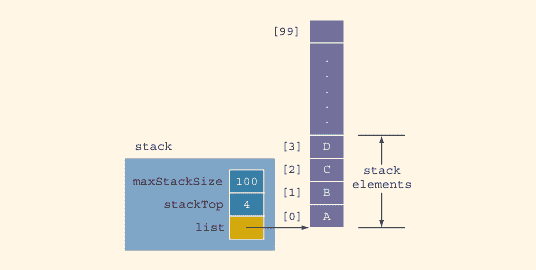 [99]
.
.
.
.
.
stack
[3] D
[2] C
[1] B
[0] A
stack
elements
maxStackSize 100
stackTop 4
list